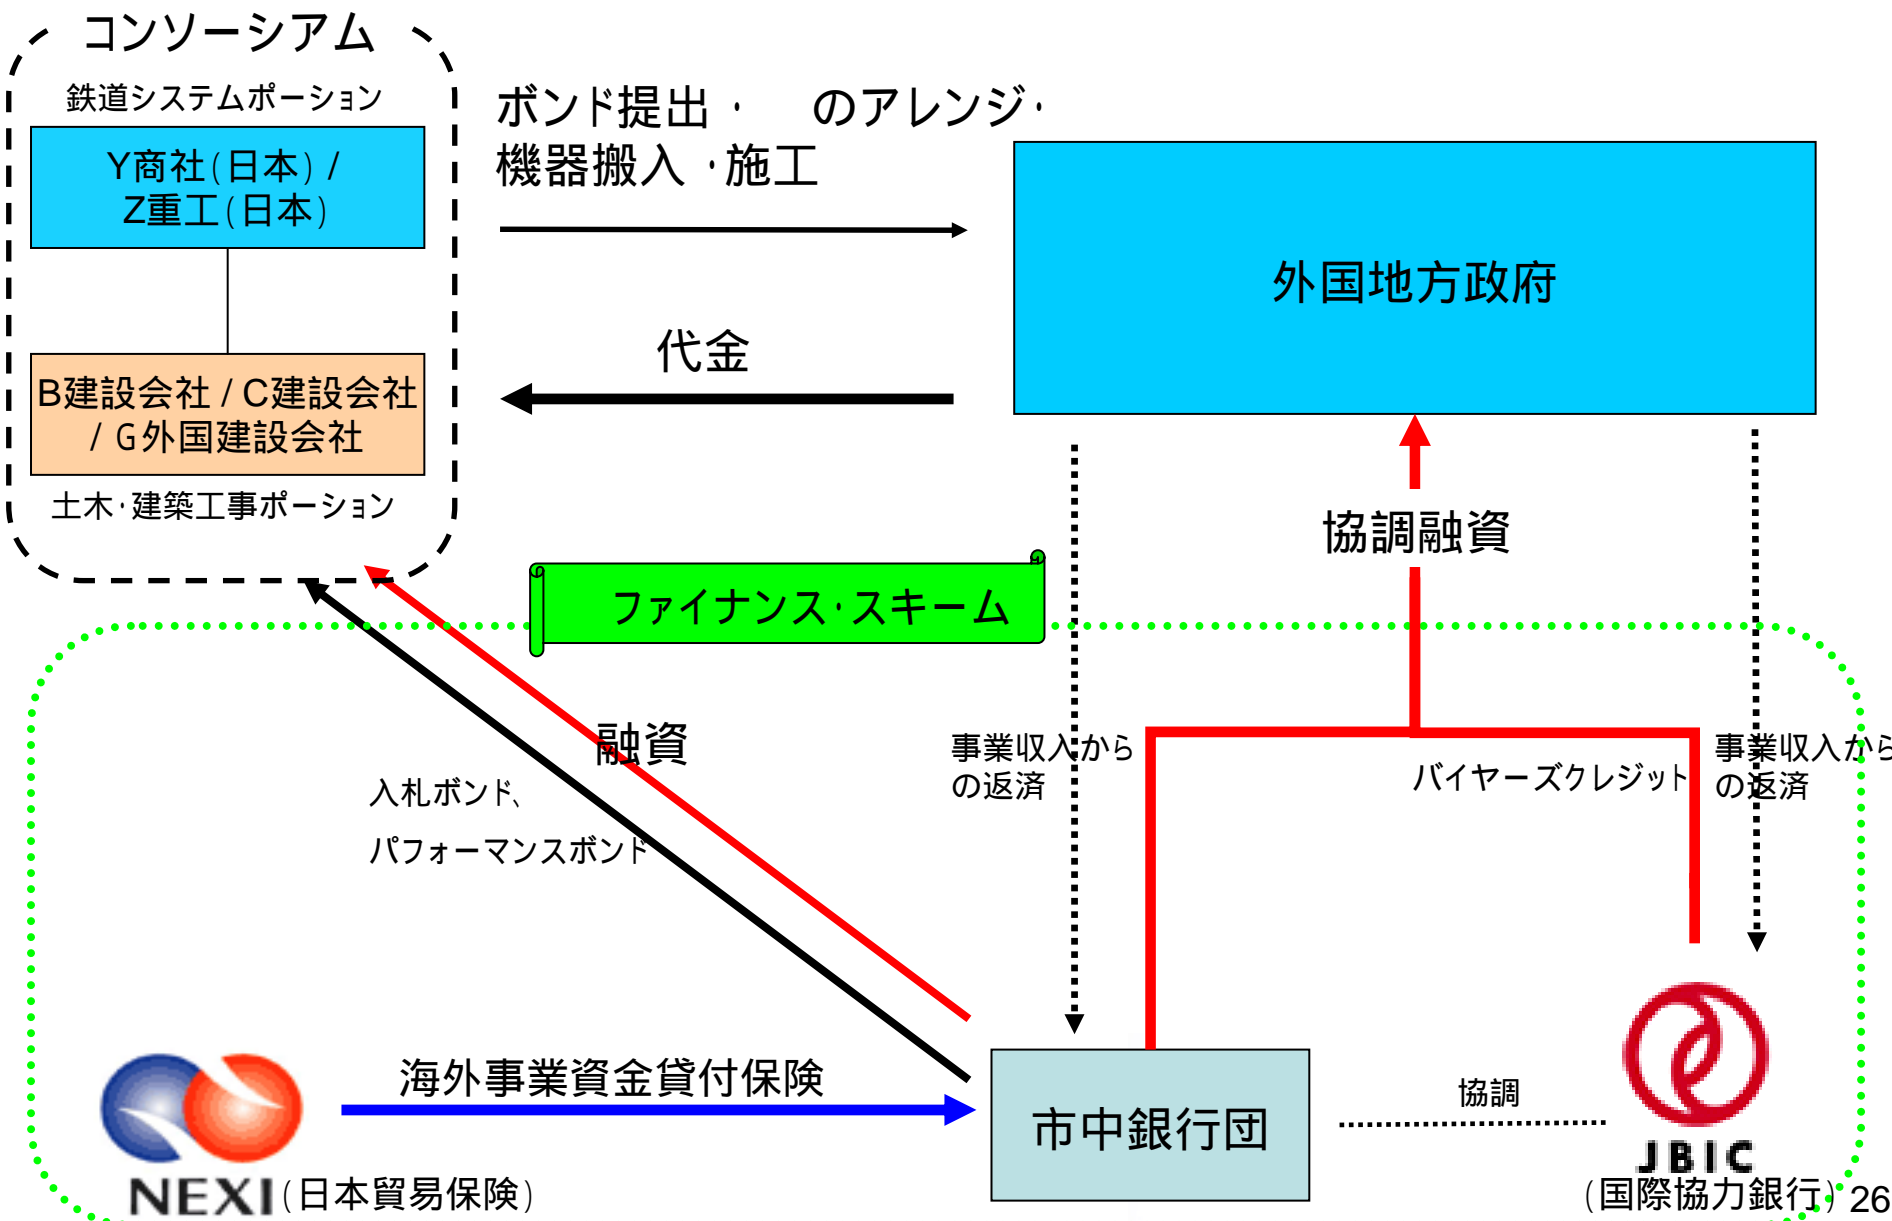 コンソーシアム
鉄道システムポーション
Y商社(日本) /
Z重工(日本)
B建設会社 / C建設会社
/ G外国建設会社
土木・建築工事ポーション
ボンド提出・　のアレンジ・
機器搬入・施工
代金
外国地方政府
協調融資
ファイナンス・スキーム
融資
入札ボンド、
パフォーマンスボンド
事業収入から
の返済
バイヤーズクレジット
事業収入から
の返済
海外事業資金貸付保険
市中銀行団
協調
NEXI(日本貿易保険)
JBIC
(国際協力銀行)
26